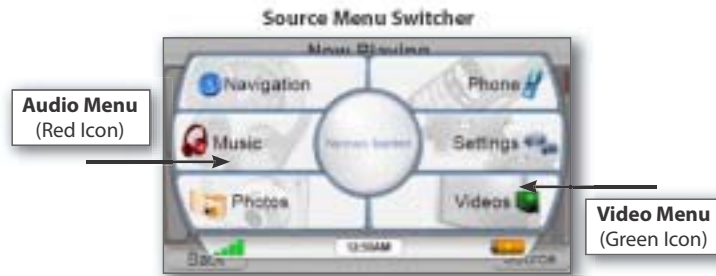 Source Menu Switcher
Now Playing
Navigation
Phone
Audio Menu
(Red Icon)
Music
Settings
Photos
Videos
Video Menu
(Green Icon)
12:50AM
Back
Source